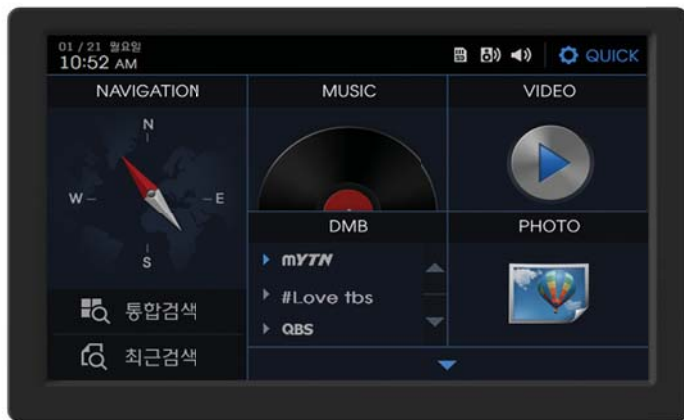 01 / 21 월요일
10:52 AM
SD
QUICK
NAVIGATION
MUSIC
VIDEO
N
W
E
S
DMB
PHOTO
mYTN
#Love tbs
QBS
통합검색
최근검색